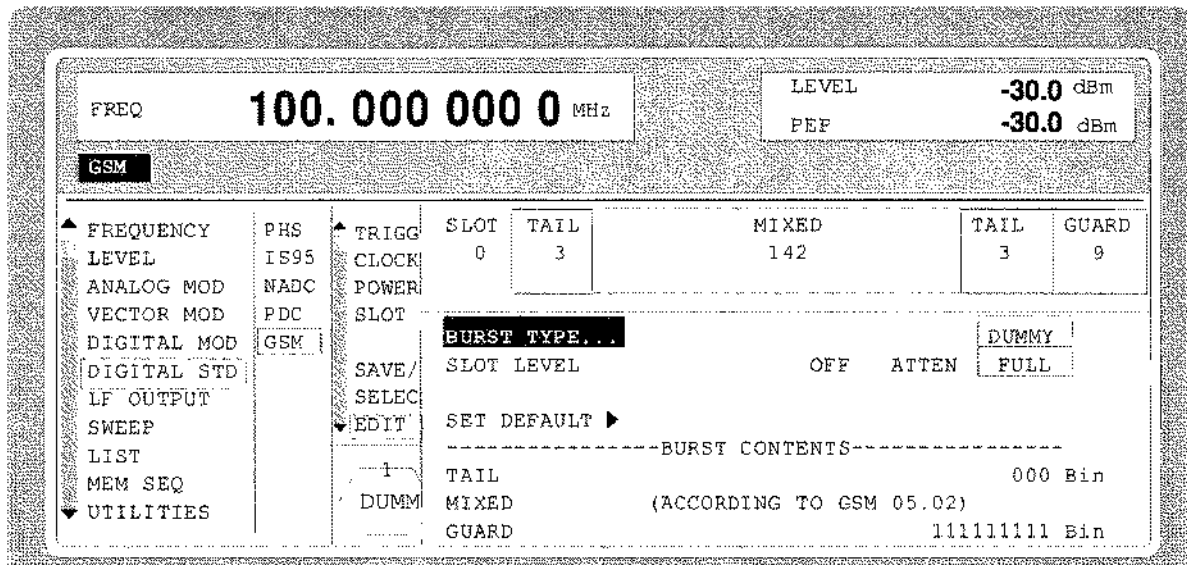 FREQ 100. 000 000 0 MHz
LEVEL -30.0 dBm
PEP -30.0 dBm
GSM
FREQUENCY
LEVEL
ANALOG MOD
VECTOR MOD
DIGITAL MOD
DIGITAL STD
LF OUTPUT
SWEEP
LIST
MEM SEQ
UTILITIES
PHS
IS95
NADC
PDC
GSM
TRIGG
CLOCK
POWER
SLOT
SAVE/
SELEC
EDIT
1
DUMM
SLOT TAIL MIXED TAIL GUARD
0 3 142 3 9
BURST TYPE... DUMMY
SLOT LEVEL OFF ATTEN FULL
SET DEFAULT ▶
-----------------BURST CONTENTS-----------------
TAIL 000 Bin
MIXED (ACCORDING TO GSM 05.02)
GUARD 111111111 Bin